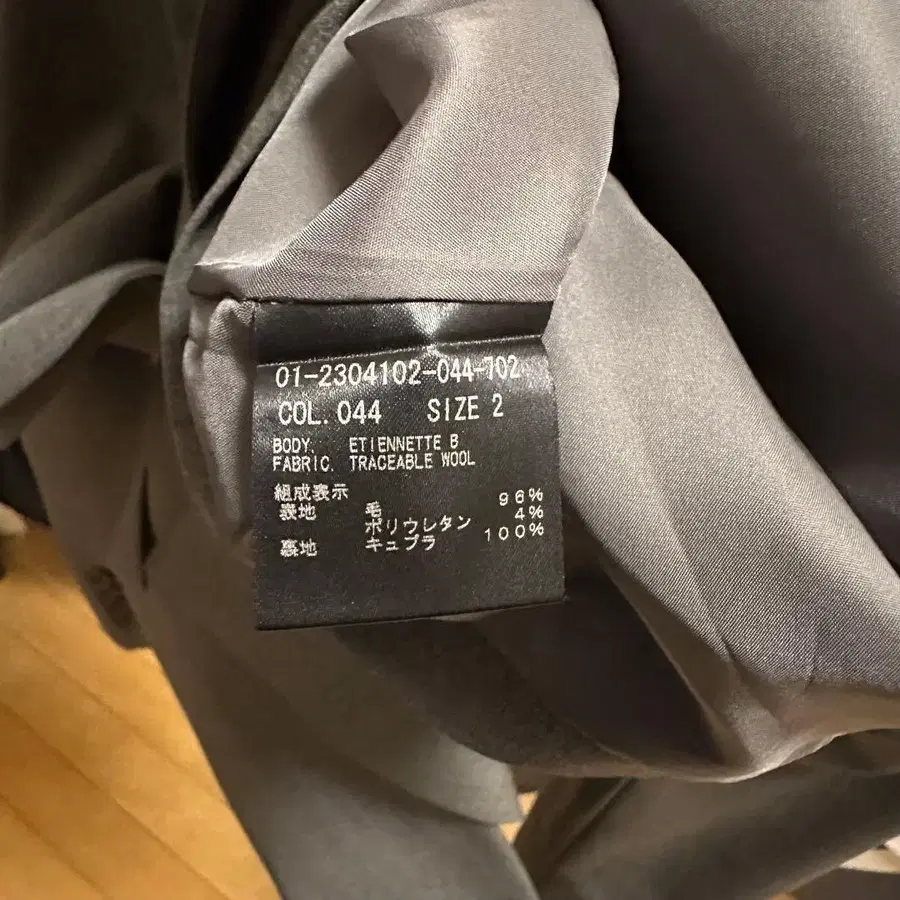 01-2304102-044-702
COL. 044 SIZE 2
BODY. ETIENNETTE B
FABRIC. TRACEABLE WOOL
組成表示
表地 毛 96%
ポリウレタン 4%
裏地 キュプラ 100%